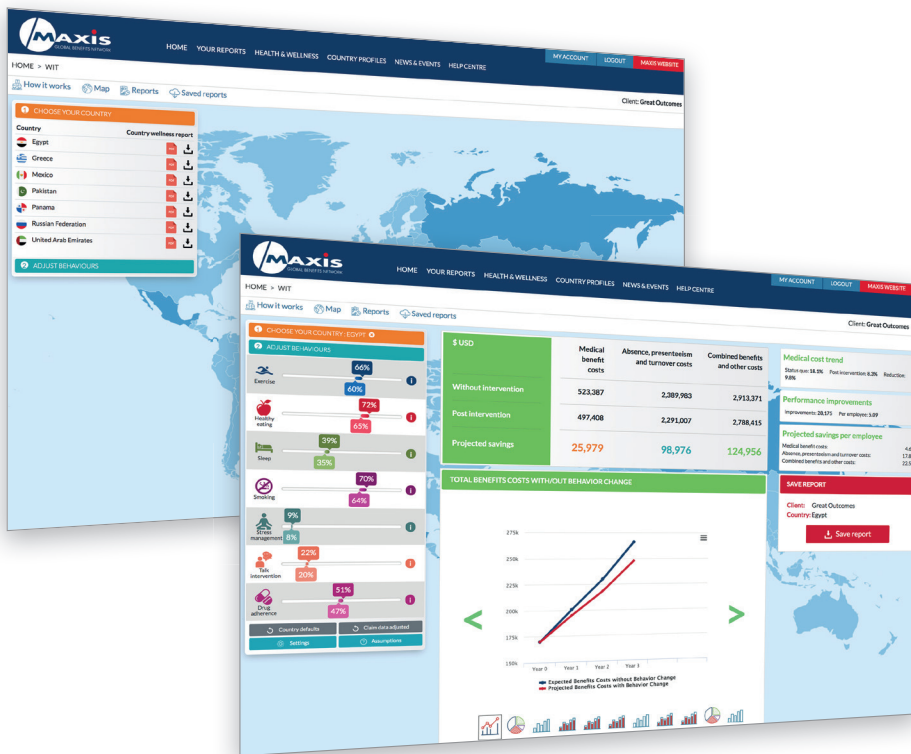 MAXIS
GLOBAL BENEFITS NETWORK
HOME YOUR REPORTS HEALTH & WELLNESS COUNTRY PROFILES NEWS & EVENTS HELP CENTRE
MY ACCOUNT LOGOUT MAXIS WEBSITE
HOME > WIT
How it works Map Reports Saved reports
Client: Great Outcomes
1 CHOOSE YOUR COUNTRY
Country Country wellness report
Egypt
Greece
Mexico
Pakistan
Panama
Russian Federation
United Arab Emirates
2 ADJUST BEHAVIOURS
MAXIS
GLOBAL BENEFITS NETWORK
HOME YOUR REPORTS HEALTH & WELLNESS COUNTRY PROFILES NEWS & EVENTS HELP CENTRE
MY ACCOUNT LOGOUT MAXIS WEBSITE
HOME > WIT
How it works Map Reports Saved reports
Client: Great Outcomes
1 CHOOSE YOUR COUNTRY: EGYPT
2 ADJUST BEHAVIOURS
66%
Exercise
60%
72%
Healthy
eating
65%
39%
Sleep
35%
70%
Smoking
64%
9%
Stress
management
8%
22%
Talk
intervention
20%
51%
Drug
adherence
47%
Country defaults Claim data adjusted
Settings Assumptions
$ USD
Medical
benefit
costs
Absence, presenteeism
and turnover costs
Combined benefits
and other costs
Without intervention 523,387 2,389,983 2,913,371
Post intervention 497,408 2,291,007 2,788,415
Projected savings 25,979 98,976 124,956
TOTAL BENEFITS COSTS WITH/OUT BEHAVIOR CHANGE
275k
250k
225k
200k
175k
150k
Year 0 Year 1 Year 2 Year 3
Expected Benefits Costs without Behavior Change
Projected Benefits Costs with Behavior Change
Medical cost trend
Status quo: 18.1% Post intervention: 8.3% Reduction:
9.8%
Performance improvements
Improvements: 28,175 Per employee: 5.09
Projected savings per employee
Medical benefit costs:
Absence, presenteeism and turnover costs:
Combined benefits and other costs:
SAVE REPORT
Client: Great Outcomes
Country: Egypt
Save report